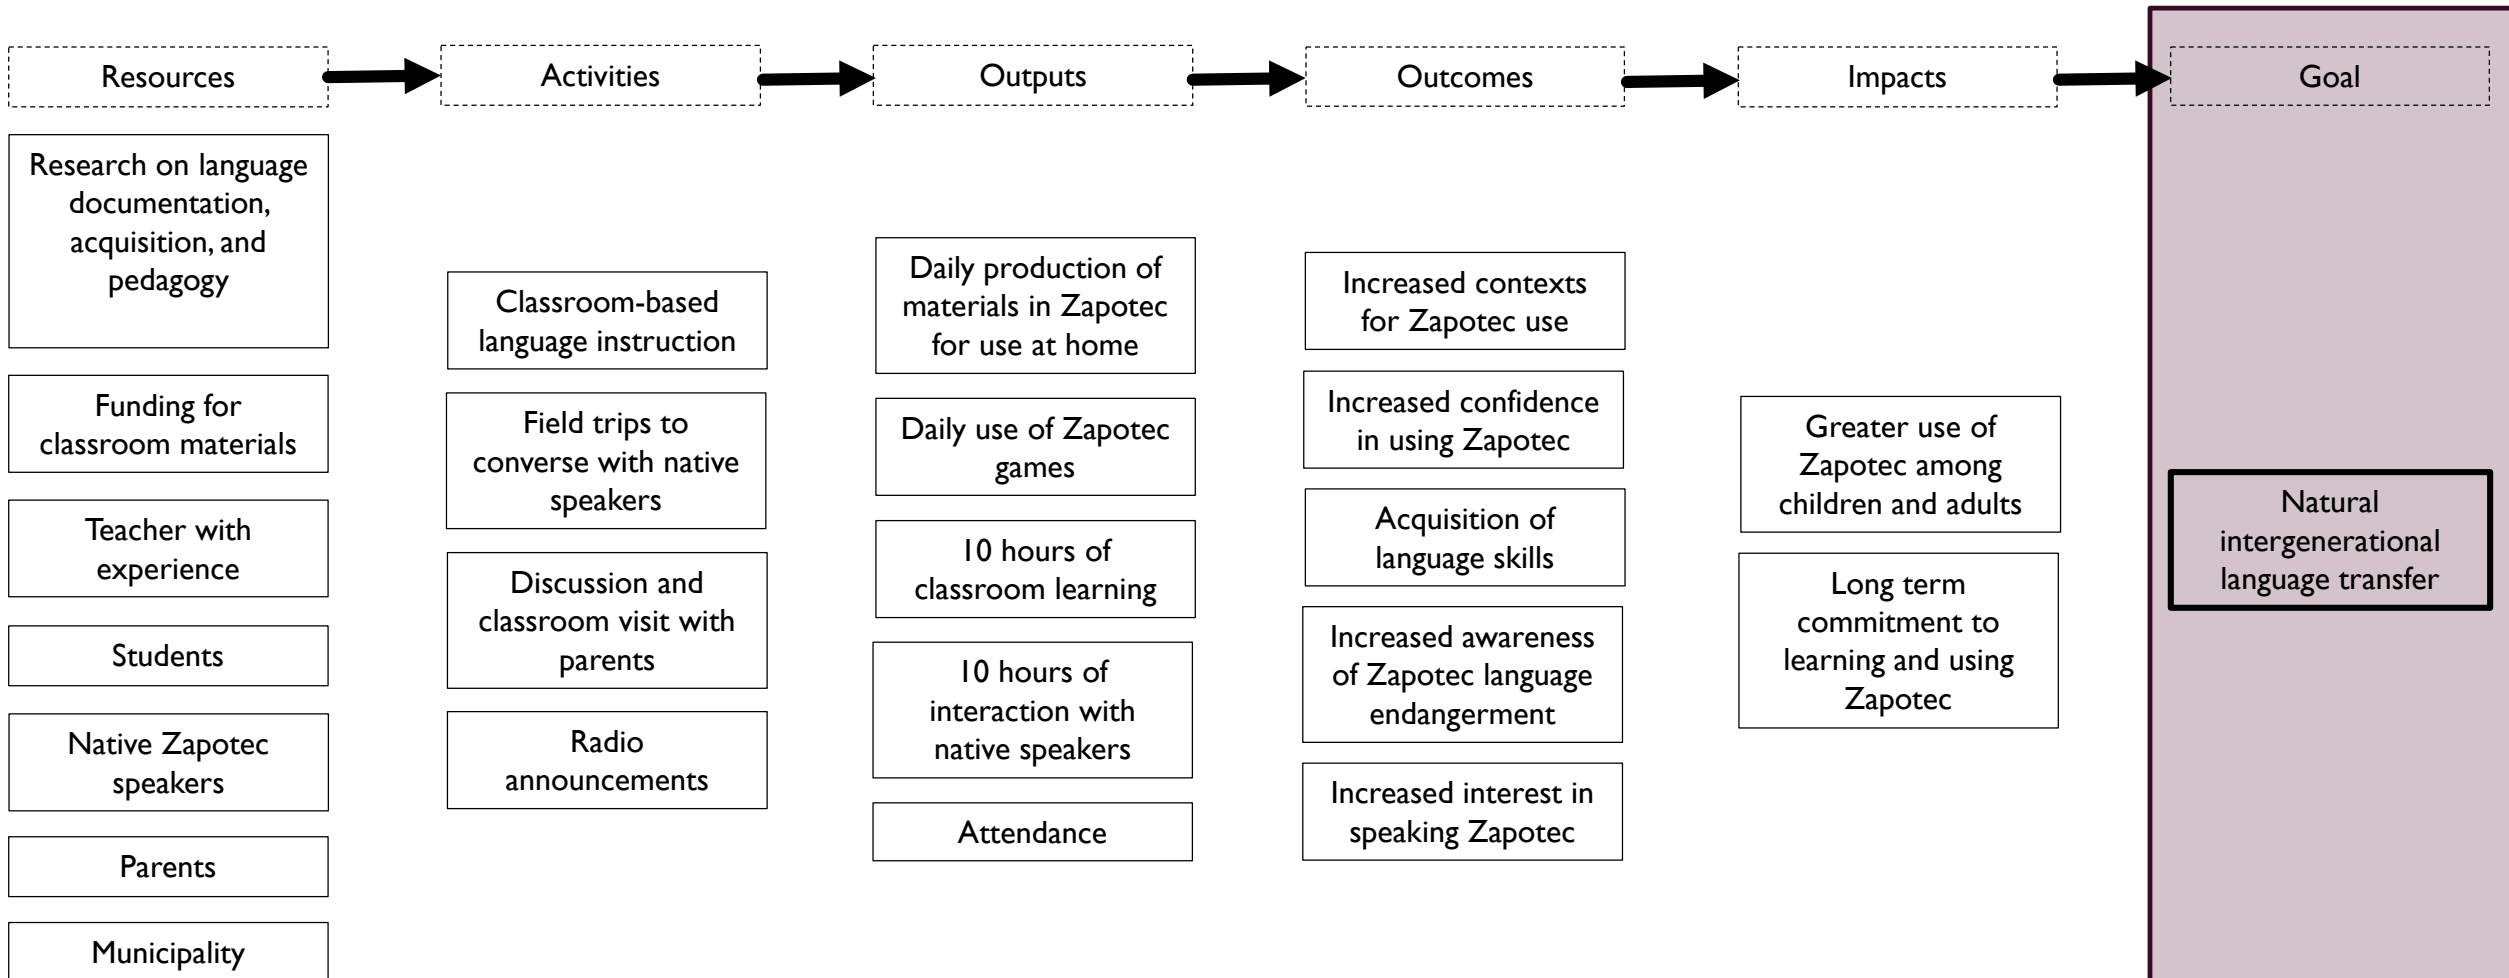 Resources
Activities
Outputs
Outcomes
Impacts
Goal
Research on language
documentation,
acquisition, and
pedagogy
Funding for
classroom materials
Teacher with
experience
Students
Native Zapotec
speakers
Parents
Municipality
Classroom-based
language instruction
Field trips to
converse with native
speakers
Discussion and
classroom visit with
parents
Radio
announcements
Daily production of
materials in Zapotec
for use at home
Daily use of Zapotec
games
10 hours of
classroom learning
10 hours of
interaction with
native speakers
Attendance
Increased contexts
for Zapotec use
Increased confidence
in using Zapotec
Acquisition of
language skills
Increased awareness
of Zapotec language
endangerment
Increased interest in
speaking Zapotec
Greater use of
Zapotec among
children and adults
Long term
commitment to
learning and using
Zapotec
Natural
intergenerational
language transfer